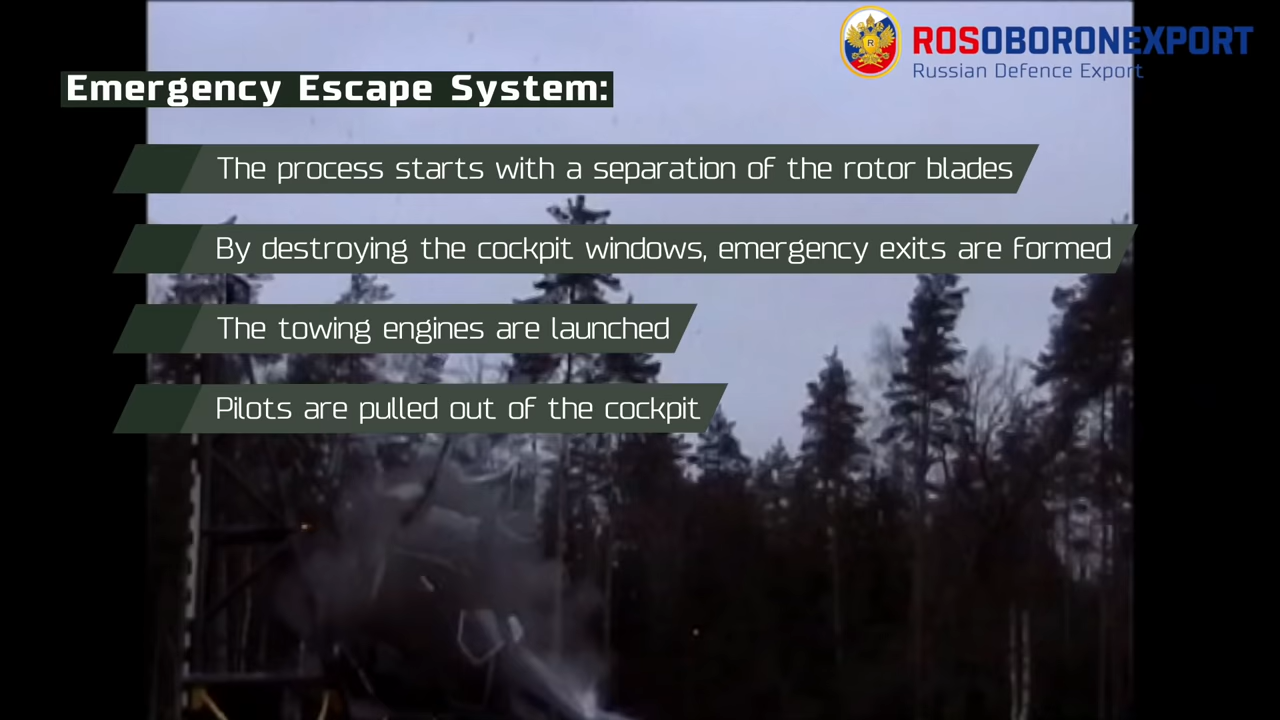 ROSOBORONEXPORT
Russian Defence Export
Emergency Escape System:
The process starts with a separation of the rotor blades
By destroying the cockpit windows, emergency exits are formed
The towing engines are launched
Pilots are pulled out of the cockpit